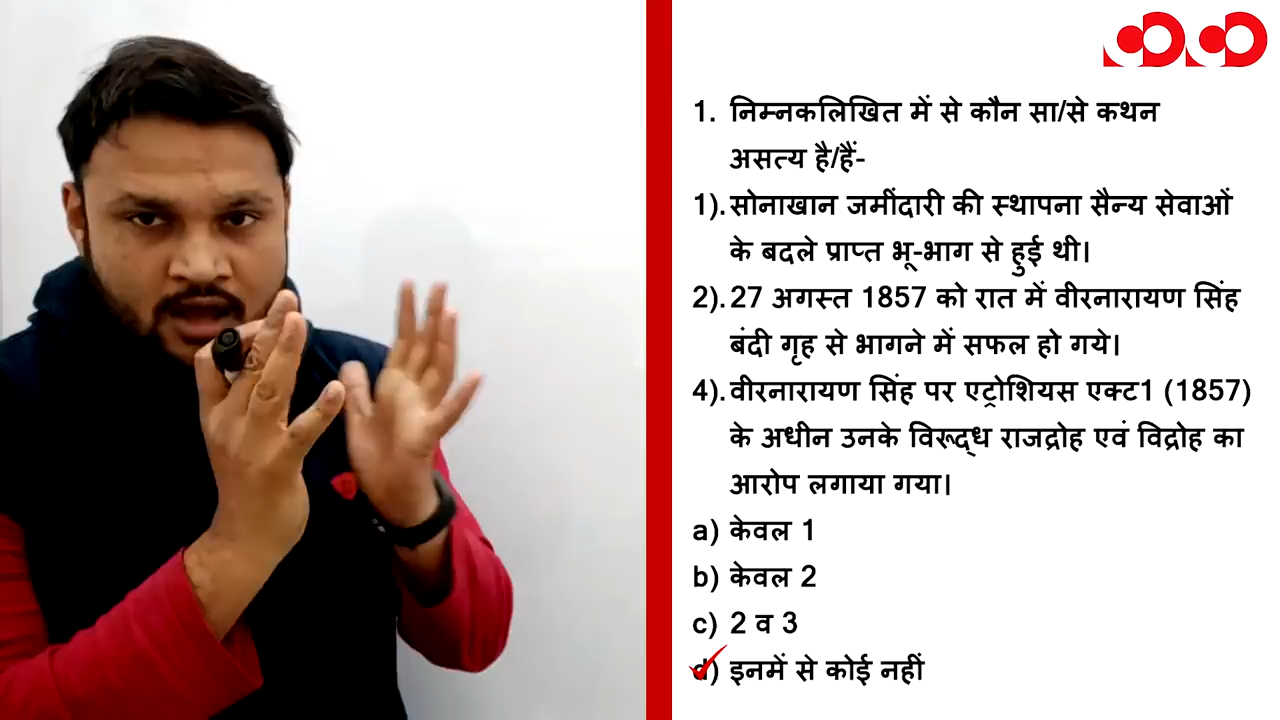 1. निम्नकलिखित में से कौन सा/से कथन
असत्य है/हैं-
1). सोनाखान जमींदारी की स्थापना सैन्य सेवाओं
के बदले प्राप्त भू-भाग से हुई थी।
2). 27 अगस्त 1857 को रात में वीरनारायण सिंह
बंदी गृह से भागने में सफल हो गये।
4). वीरनारायण सिंह पर एट्रोशियस एक्ट1 (1857)
के अधीन उनके विरूद्ध राजद्रोह एवं विद्रोह का
आरोप लगाया गया।
a) केवल 1
b) केवल 2
c) 2 व 3
d) इनमें से कोई नहीं